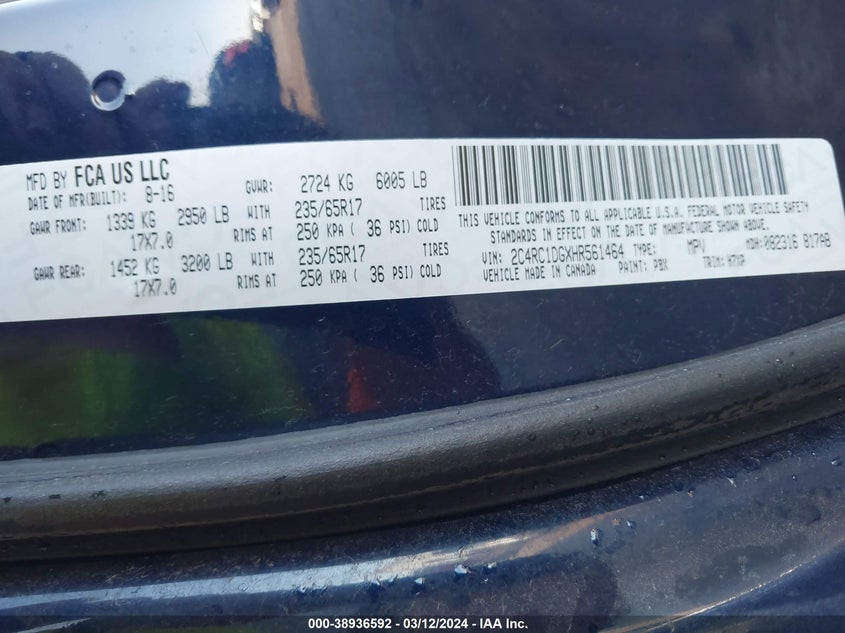 MFD BY FCA US LLC
DATE OF MFR(BUILT): 8-16 GVWR: 2724 KG 6005 LB
GAWR FRONT: 1339 KG 2950 LB WITH 235/65R17 TIRES
17X7.0 RIMS AT 250 KPA ( 36 PSI) COLD
GAWR REAR: 1452 KG 3200 LB WITH 235/65R17 TIRES
17X7.0 RIMS AT 250 KPA ( 36 PSI) COLD
THIS VEHICLE CONFORMS TO ALL APPLICABLE U.S.A. FEDERAL MOTOR VEHICLE SAFETY
STANDARDS IN EFFECT ON THE DATE OF MANUFACTURE SHOWN ABOVE
VIN: 2C4RC1DGXHR561464 TYPE: MPV MDH: 082316 817AB
VEHICLE MADE IN CANADA PAINT: PBX TRIM: H7XP
000-38936592 - 03/12/2024 - IAA Inc.